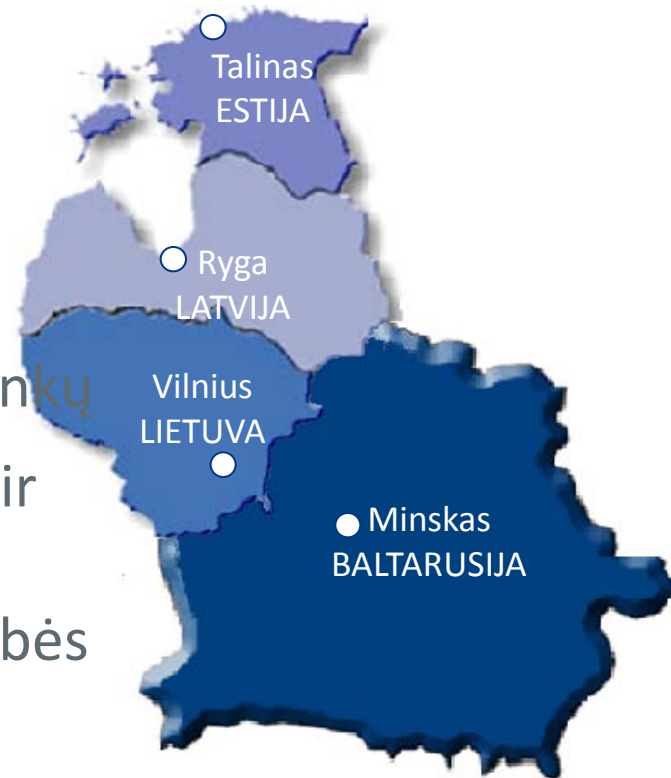 Talinas
ESTIJA
Ryga
LATVIJA
Vilnius
LIETUVA
Minskas
BALTARUSIJA
nkų
ir
bės